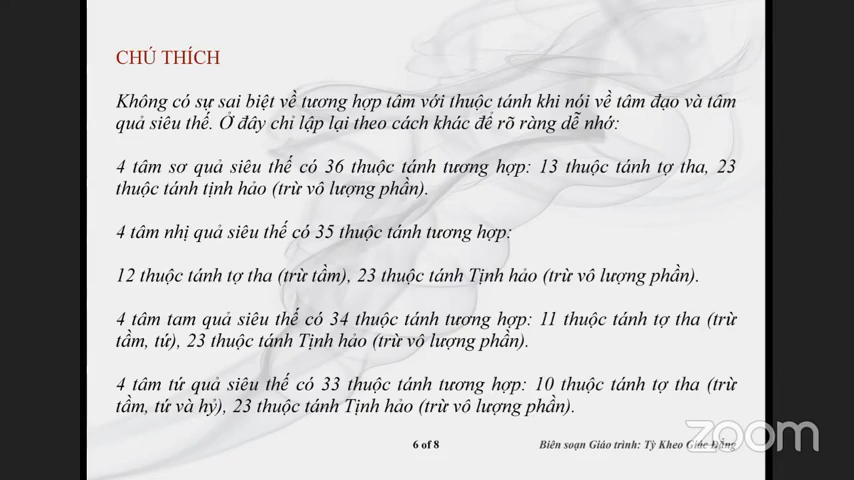 CHÚ THÍCH
Không có sự sai biệt về tương hợp tâm với thuộc tánh khi nói về tâm đạo và tâm
quả siêu thế. Ở đây chỉ lập lại theo cách khác để rõ ràng dễ nhớ:
4 tâm sơ quả siêu thế có 36 thuộc tánh tương hợp: 13 thuộc tánh tợ tha, 23
thuộc tánh tịnh hảo (trừ vô lượng phần).
4 tâm nhị quả siêu thế có 35 thuộc tánh tương hợp:
12 thuộc tánh tợ tha (trừ tầm), 23 thuộc tánh Tịnh hảo (trừ vô lượng phần).
4 tâm tam quả siêu thế có 34 thuộc tánh tương hợp: 11 thuộc tánh tợ tha (trừ
tầm, tứ), 23 thuộc tánh Tịnh hảo (trừ vô lượng phần).
4 tâm tứ quả siêu thế có 33 thuộc tánh tương hợp: 10 thuộc tánh tợ tha (trừ
tầm, tứ và hỷ), 23 thuộc tánh Tịnh hảo (trừ vô lượng phần).
6 of 8
Biên soạn Giáo trình: Tỳ Kheo Giác Đẳng
zoom